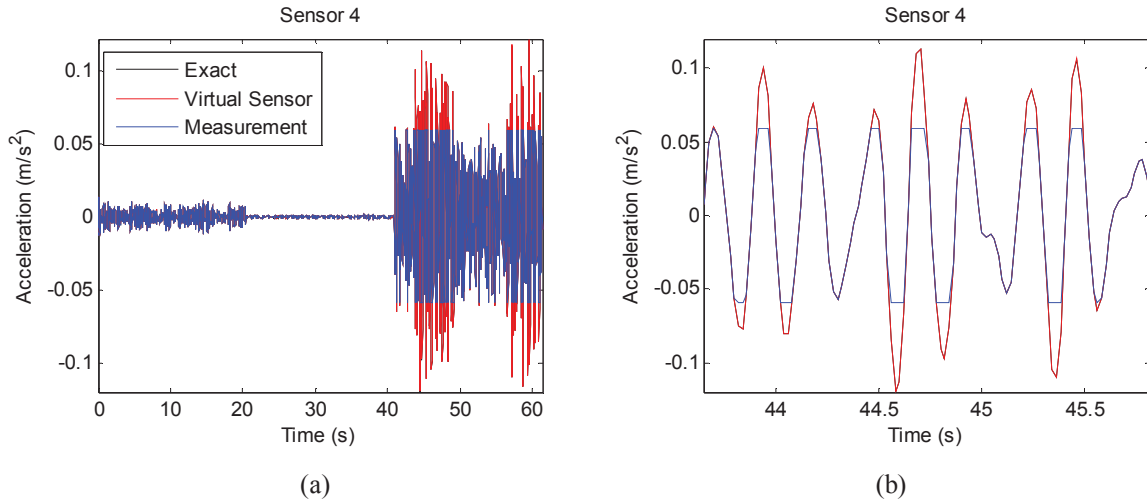 Sensor 4
Acceleration (m/s²)
0.1
0.05
0
-0.05
-0.1
Exact
Virtual Sensor
Measurement
0 10 20 30 40 50 60
Time (s)
(a)
Sensor 4
Acceleration (m/s²)
0.1
0.05
0
-0.05
-0.1
44 44.5 45 45.5
Time (s)
(b)